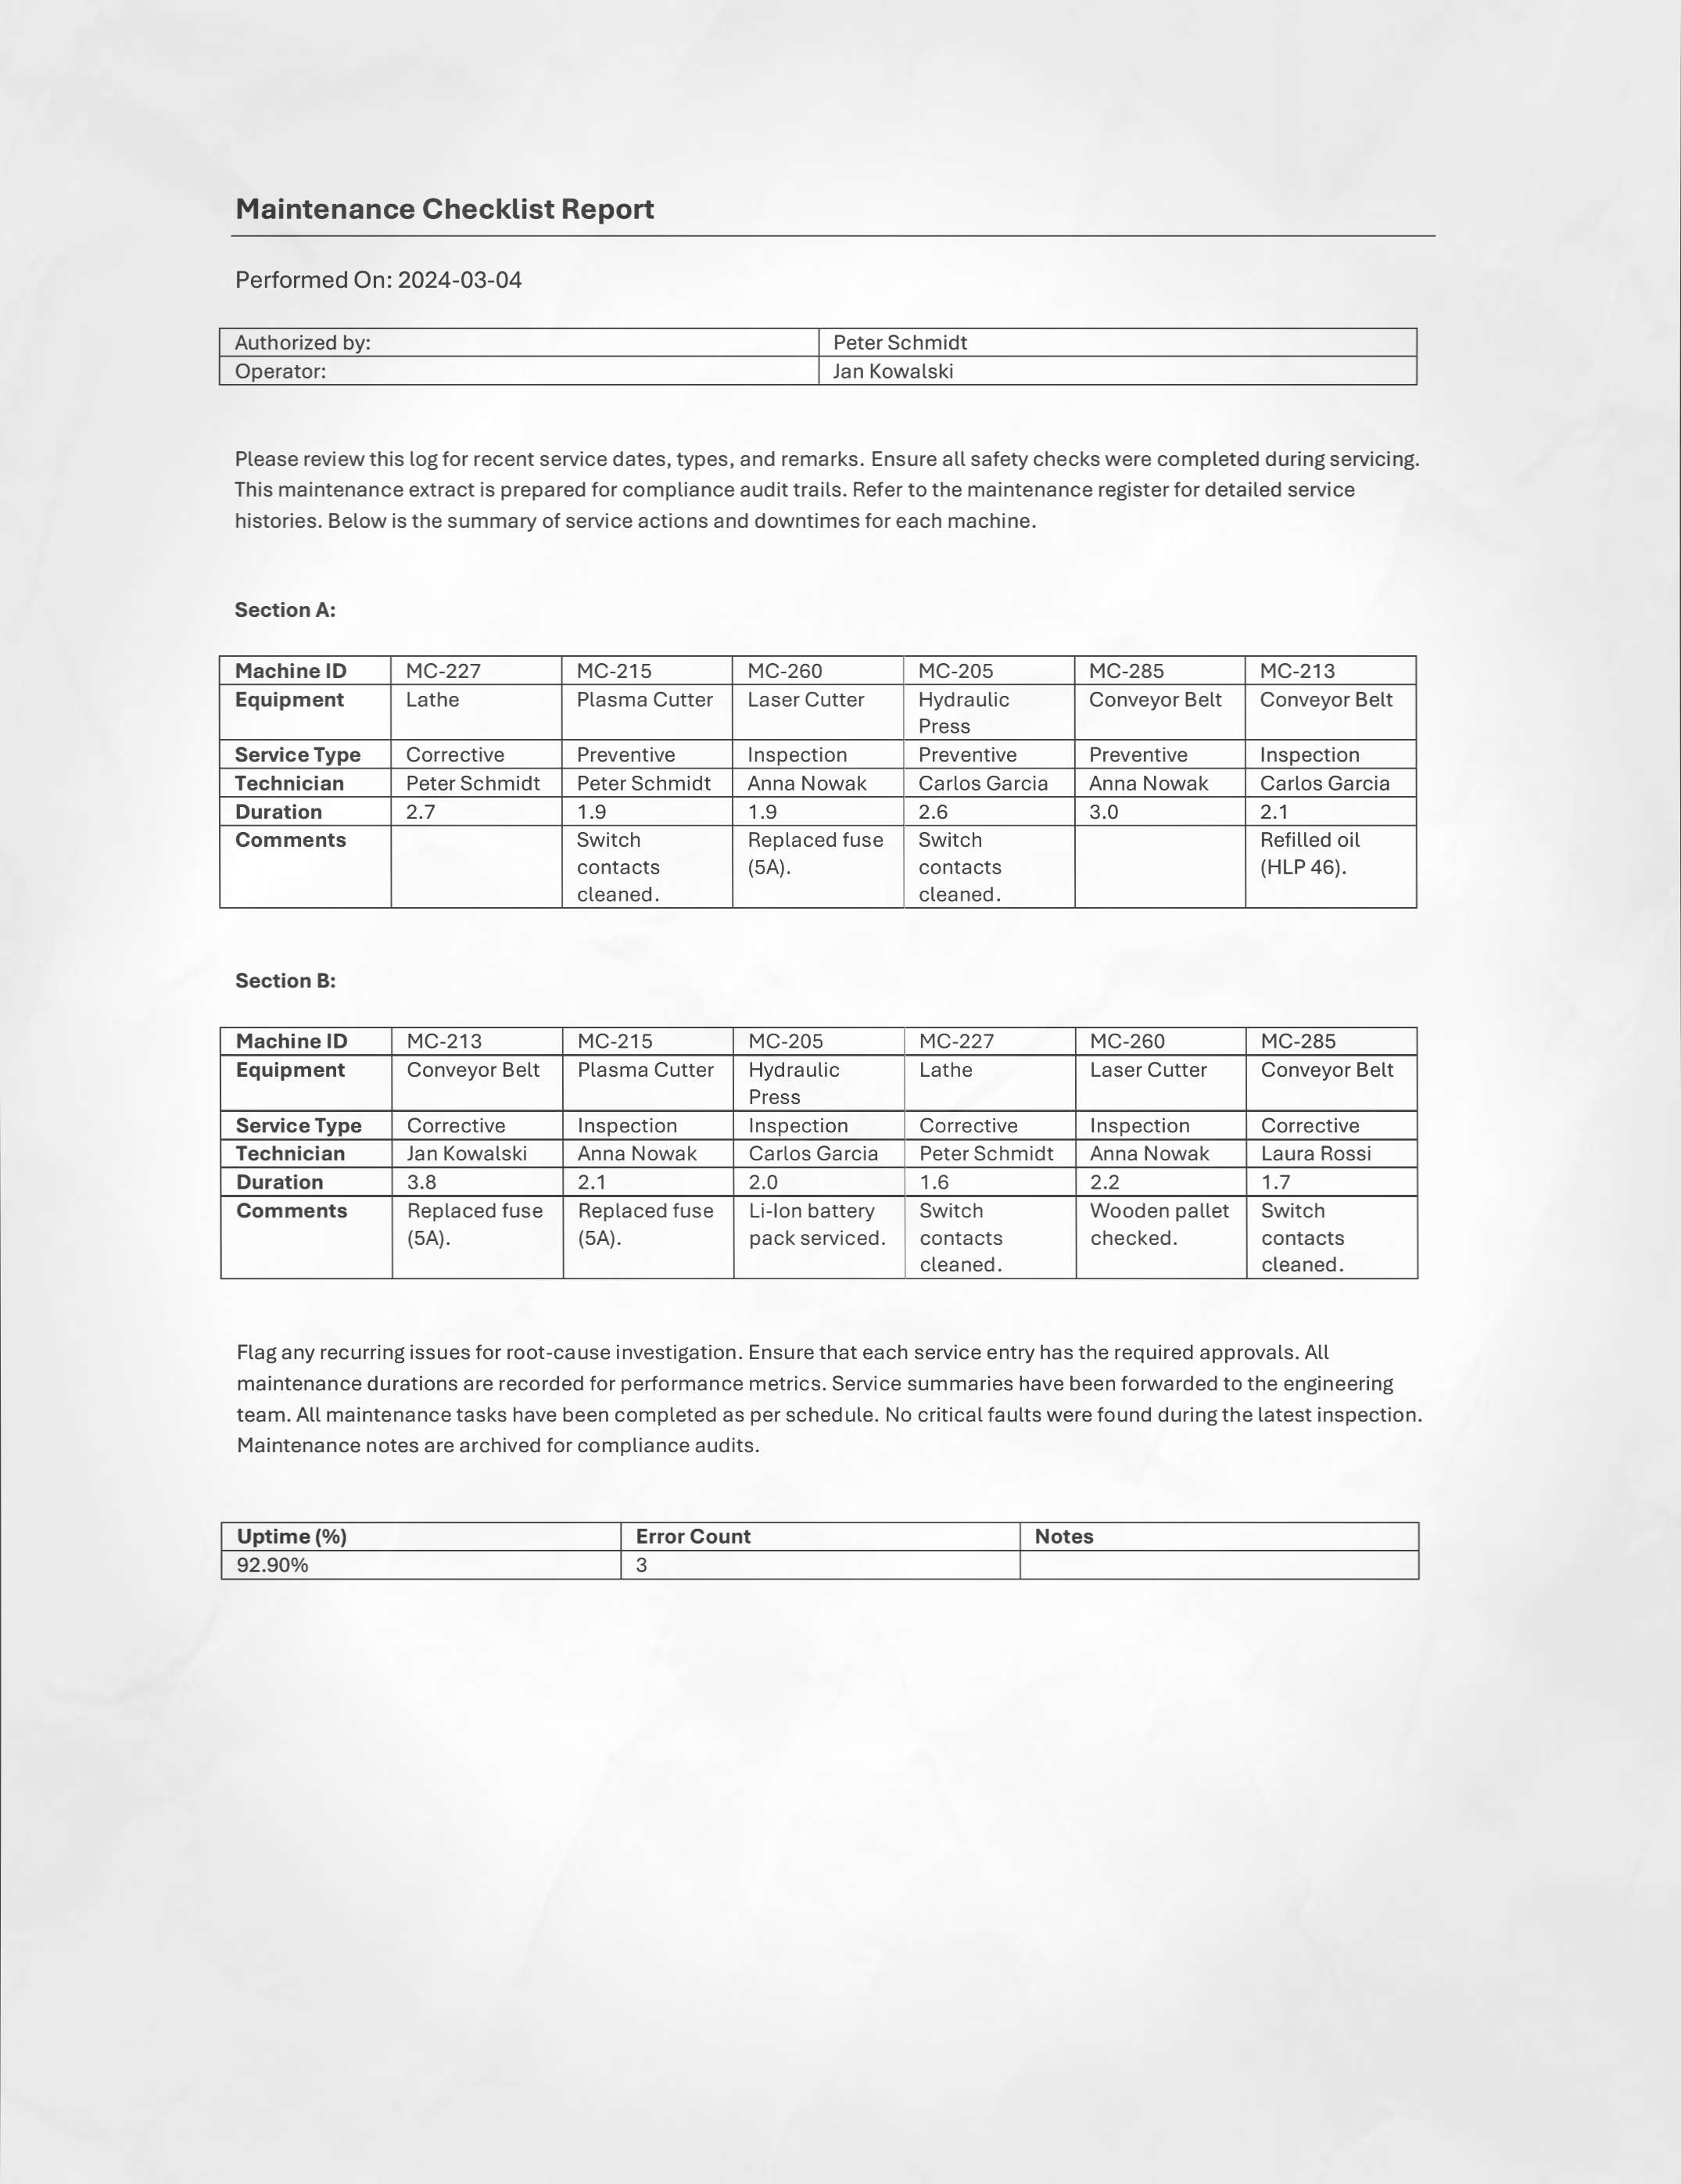 Maintenance Checklist Report
Performed On: 2024-03-04
Authorized by: Peter Schmidt
Operator: Jan Kowalski
Please review this log for recent service dates, types, and remarks. Ensure all safety checks were completed during servicing.
This maintenance extract is prepared for compliance audit trails. Refer to the maintenance register for detailed service
histories. Below is the summary of service actions and downtimes for each machine.
Section A:
Machine ID MC-227 MC-215 MC-260 MC-205 MC-285 MC-213
Equipment Lathe Plasma Cutter Laser Cutter Hydraulic Conveyor Belt Conveyor Belt
Press
Service Type Corrective Preventive Inspection Preventive Preventive Inspection
Technician Peter Schmidt Peter Schmidt Anna Nowak Carlos Garcia Anna Nowak Carlos Garcia
Duration 2.7 1.9 1.9 2.6 3.0 2.1
Comments Switch Replaced fuse Switch Refilled oil
contacts (5A). contacts (HLP 46).
cleaned. cleaned.
Section B:
Machine ID MC-213 MC-215 MC-205 MC-227 MC-260 MC-285
Equipment Conveyor Belt Plasma Cutter Hydraulic Lathe Laser Cutter Conveyor Belt
Press
Service Type Corrective Inspection Inspection Corrective Inspection Corrective
Technician Jan Kowalski Anna Nowak Carlos Garcia Peter Schmidt Anna Nowak Laura Rossi
Duration 3.8 2.1 2.0 1.6 2.2 1.7
Comments Replaced fuse Replaced fuse Li-Ion battery Switch Wooden pallet Switch
(5A). (5A). pack serviced. contacts checked. contacts
cleaned. cleaned.
Flag any recurring issues for root-cause investigation. Ensure that each service entry has the required approvals. All
maintenance durations are recorded for performance metrics. Service summaries have been forwarded to the engineering
team. All maintenance tasks have been completed as per schedule. No critical faults were found during the latest inspection.
Maintenance notes are archived for compliance audits.
Uptime (%) Error Count Notes
92.90% 3